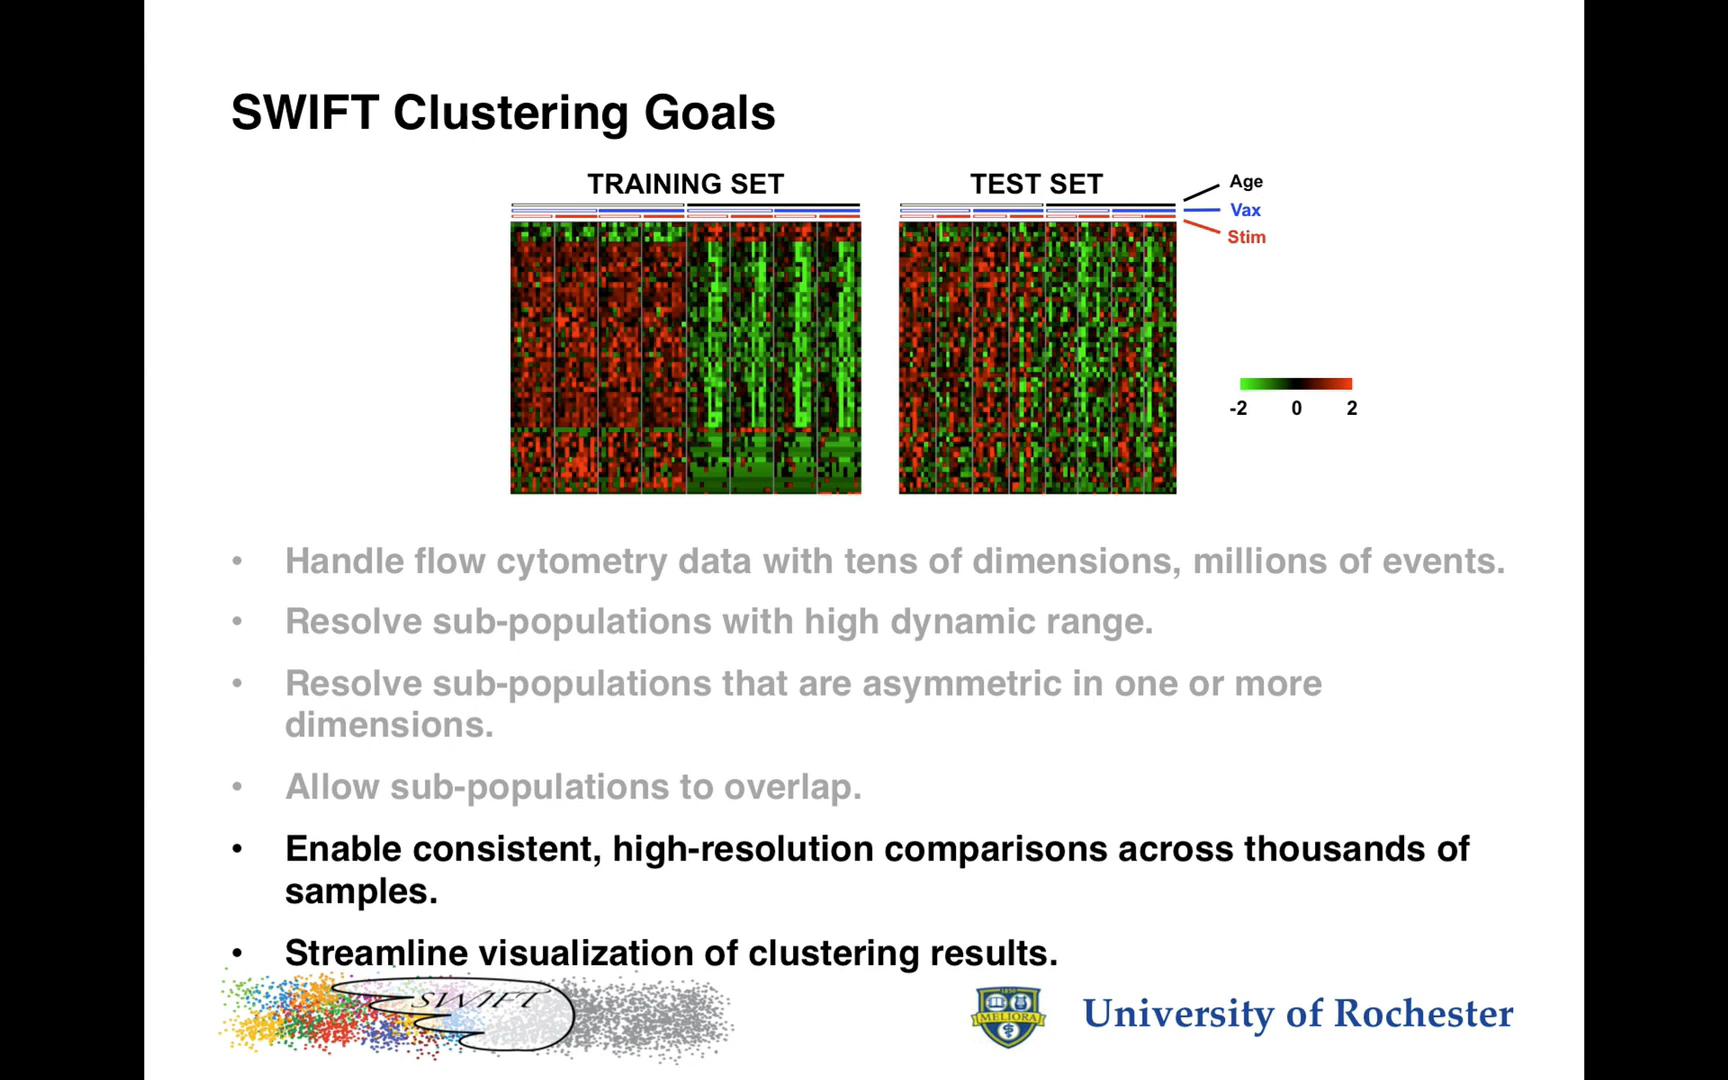 SWIFT Clustering Goals
TRAINING SET
TEST SET
Age
Vax
Stim
-2 0 2
• Handle flow cytometry data with tens of dimensions, millions of events.
• Resolve sub-populations with high dynamic range.
• Resolve sub-populations that are asymmetric in one or more
dimensions.
• Allow sub-populations to overlap.
• Enable consistent, high-resolution comparisons across thousands of
samples.
• Streamline visualization of clustering results.
SWIFT
1850
MELIORA
University of Rochester